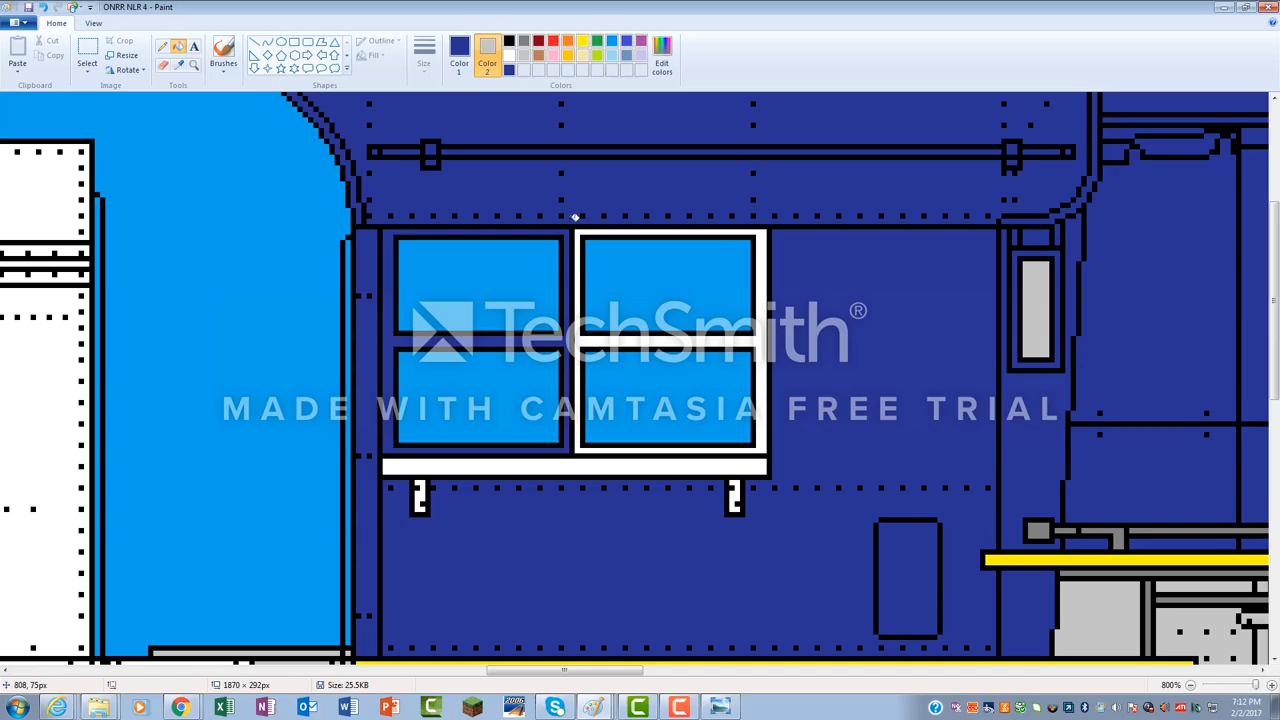 ONRR NLR 4 - Paint
Home
View
Paste
Cut
Copy
Clipboard
Select
Crop
Resize
Rotate
Image
A
Tools
Brushes
Shapes
Outline
Fill
Size
Color 1
Color 2
Edit colors
Colors
TechSmith®
MADE WITH CAMTASIA FREE TRIAL
808, 75px
1870 × 292px
Size: 25.5KB
800%
2006
7:12 PM
2/2/2017